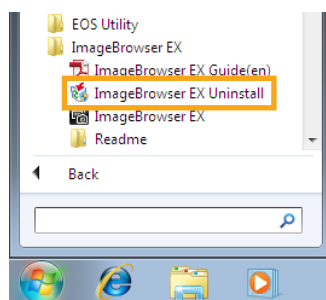 EOS Utility
ImageBrowser EX
ImageBrowser EX Guide(en)
ImageBrowser EX Uninstall
ImageBrowser EX
Readme
Back